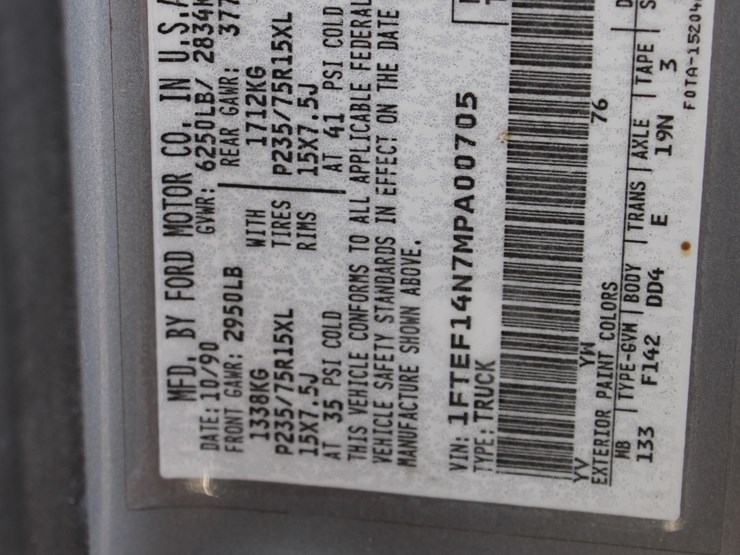 MFD. BY FORD MOTOR CO. IN U.S.A
DATE: 10/90 GVWR: 6250LB/ 2834K
FRONT GAWR: 2950LB REAR GAWR: 377
1338KG WITH 1712KG
P235/75R15XL TIRES P235/75R15XL
15X7.5J RIMS 15X7.5J
AT 35 PSI COLD AT 41 PSI COLD
THIS VEHICLE CONFORMS TO ALL APPLICABLE FEDERAL
VEHICLE SAFETY STANDARDS IN EFFECT ON THE DATE
MANUFACTURE SHOWN ABOVE.
VIN: 1FTEF14N7MPA00705
TYPE: TRUCK
YV YW 76
EXTERIOR PAINT COLORS
WB TYPE-GVW BODY TRANS AXLE TAPE S
133 F142 DD4 E 19N 3
FOTA-15204